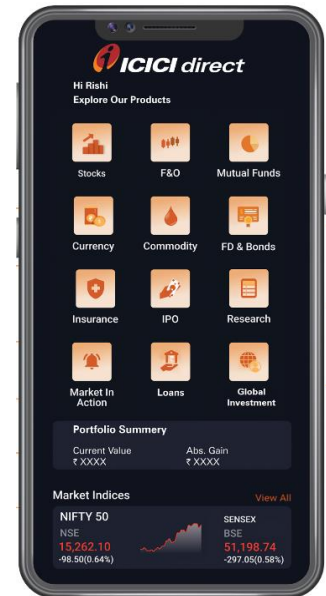 ICICI direct
Hi Rishi
Explore Our Products
Stocks F&O Mutual Funds
Currency Commodity FD & Bonds
Insurance IPO Research
Market In Action Loans Global Investment
Portfolio Summery
Current Value Abs. Gain
₹ XXXX ₹ XXXX
Market Indices View All
NIFTY 50 SENSEX
NSE BSE
15,262.10 51,198.74
-98.50(0.64%) -297.05(0.58%)